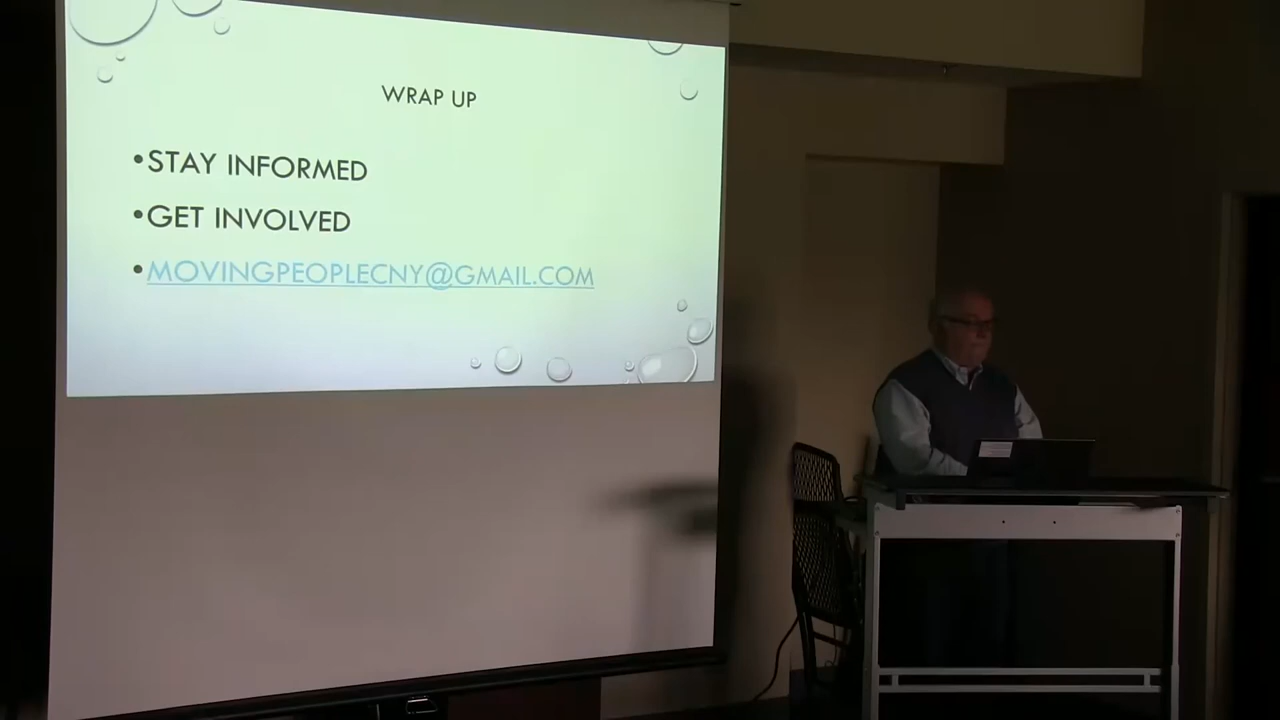 WRAP UP
•STAY INFORMED
•GET INVOLVED
•MOVINGPEOPLECNY@GMAIL.COM